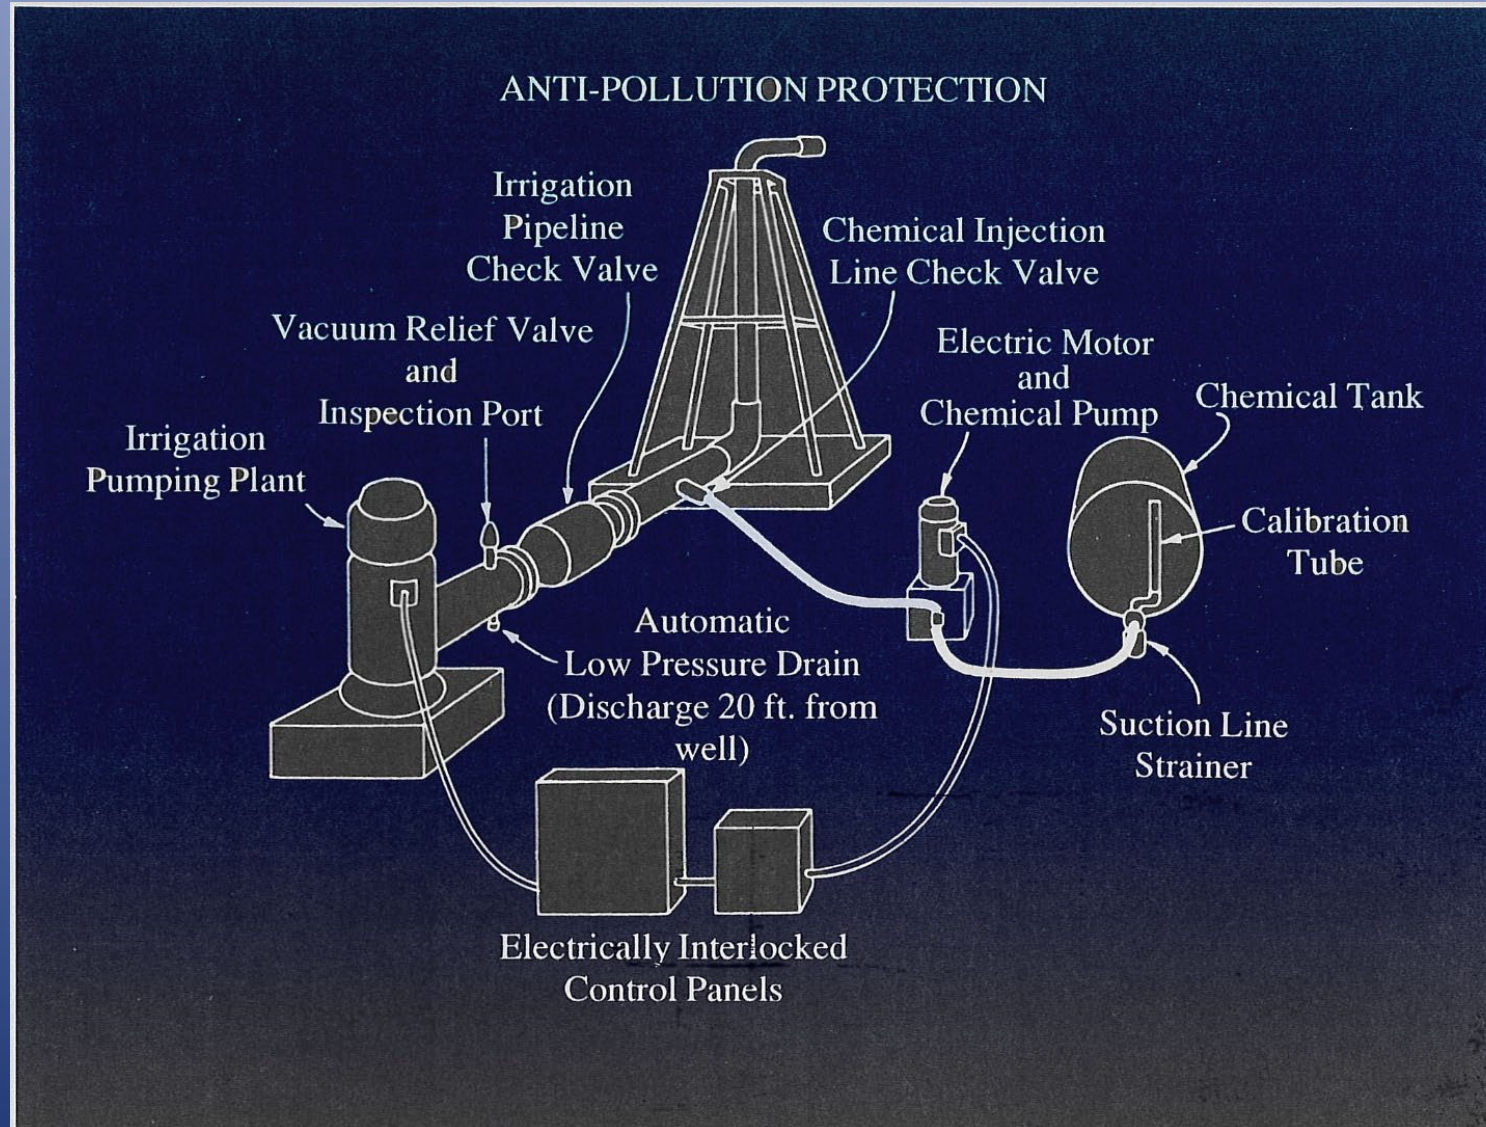 ANTI-POLLUTION PROTECTION
Irrigation
Pipeline
Check Valve
Chemical Injection
Line Check Valve
Vacuum Relief Valve
and
Inspection Port
Electric Motor
and
Chemical Pump
Chemical Tank
Irrigation
Pumping Plant
Calibration
Tube
Automatic
Low Pressure Drain
(Discharge 20 ft. from
well)
Suction Line
Strainer
Electrically Interlocked
Control Panels